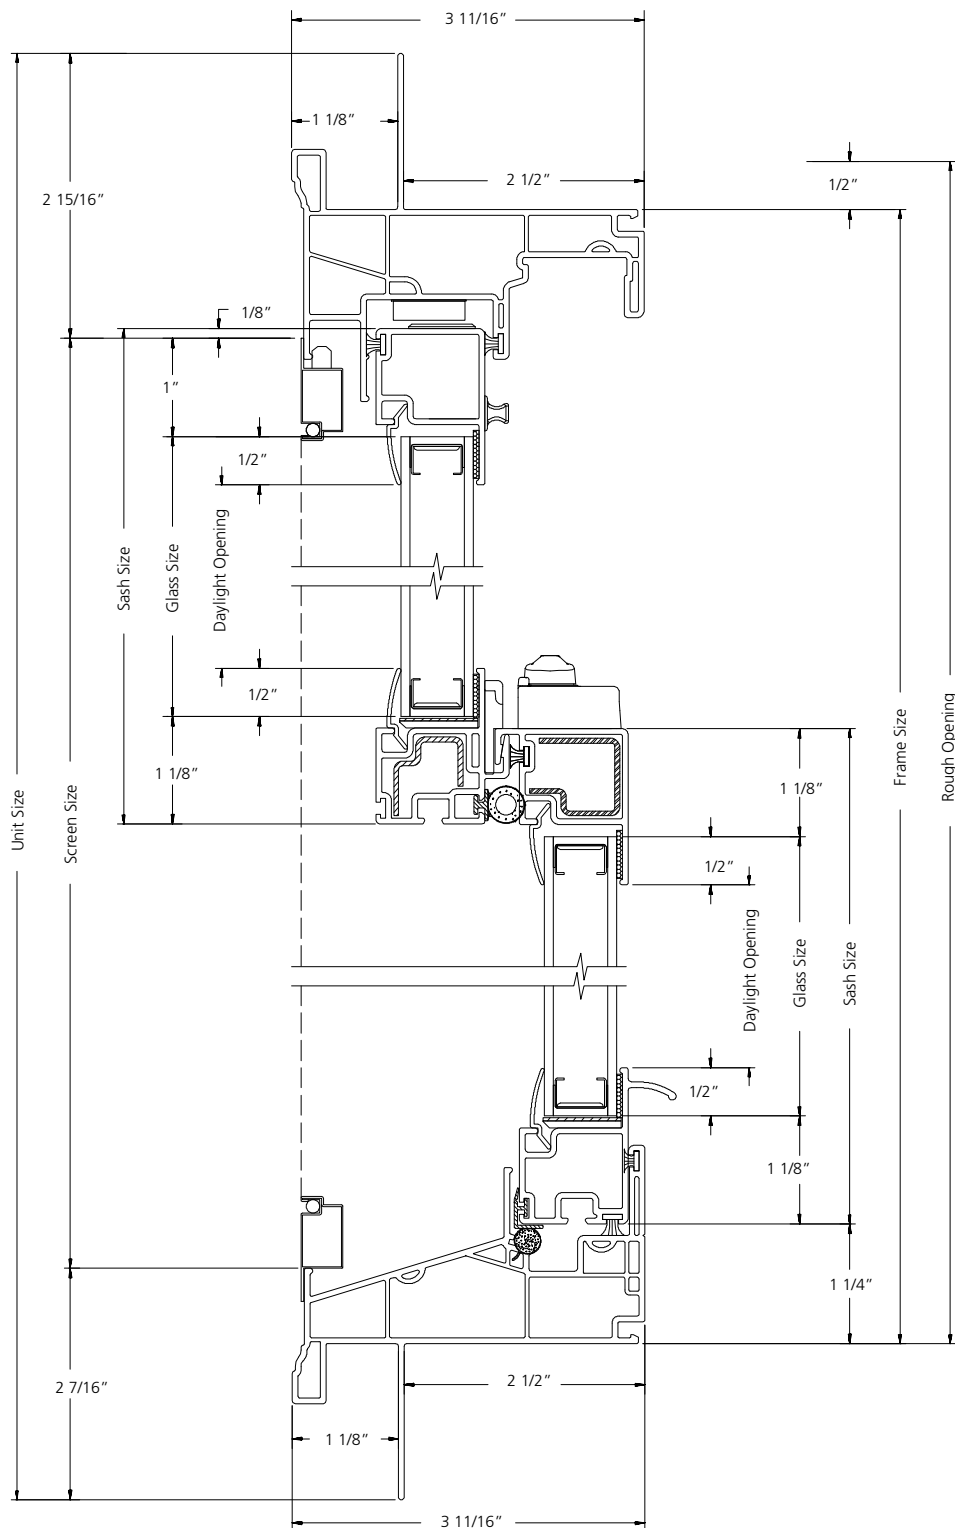 3 11/16"
1 1/8"
2 1/2"
1/2"
2 15/16"
1/8"
1"
1/2"
Daylight Opening
Sash Size
Glass Size
1/2"
1 1/8"
Unit Size
Screen Size
Frame Size
Rough Opening
1 1/8"
1/2"
Daylight Opening
Glass Size
Sash Size
1/2"
1 1/8"
1 1/4"
2 7/16"
2 1/2"
1 1/8"
3 11/16"